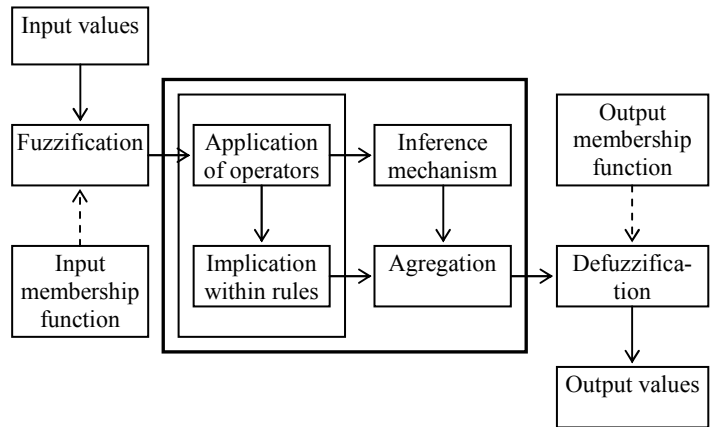 Input values
Fuzzification
Input
membership
function
Application
of operators
Implication
within rules
Inference
mechanism
Agregation
Output
membership
function
Defuzzifica-
tion
Output values